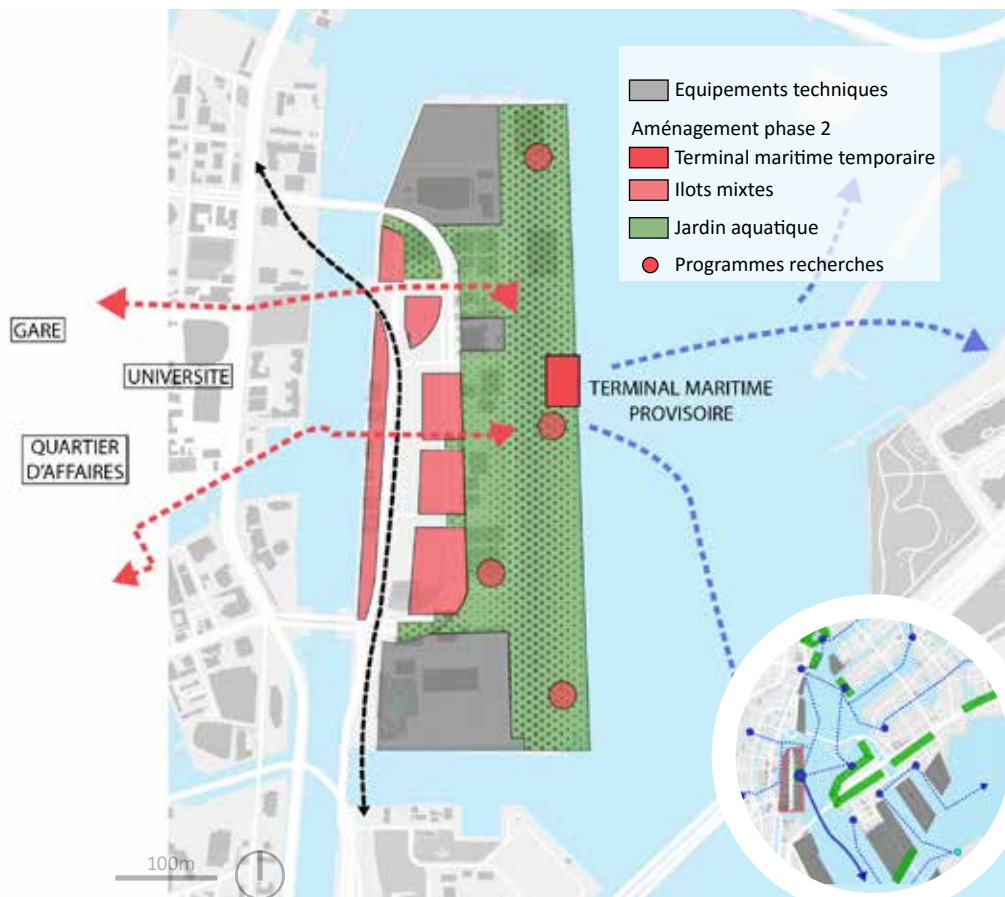 Equipements techniques
Aménagement phase 2
Terminal maritime temporaire
Ilots mixtes
Jardin aquatique
Programmes recherches
GARE
UNIVERSITE
QUARTIER
D'AFFAIRES
TERMINAL MARITIME
PROVISOIRE
100m